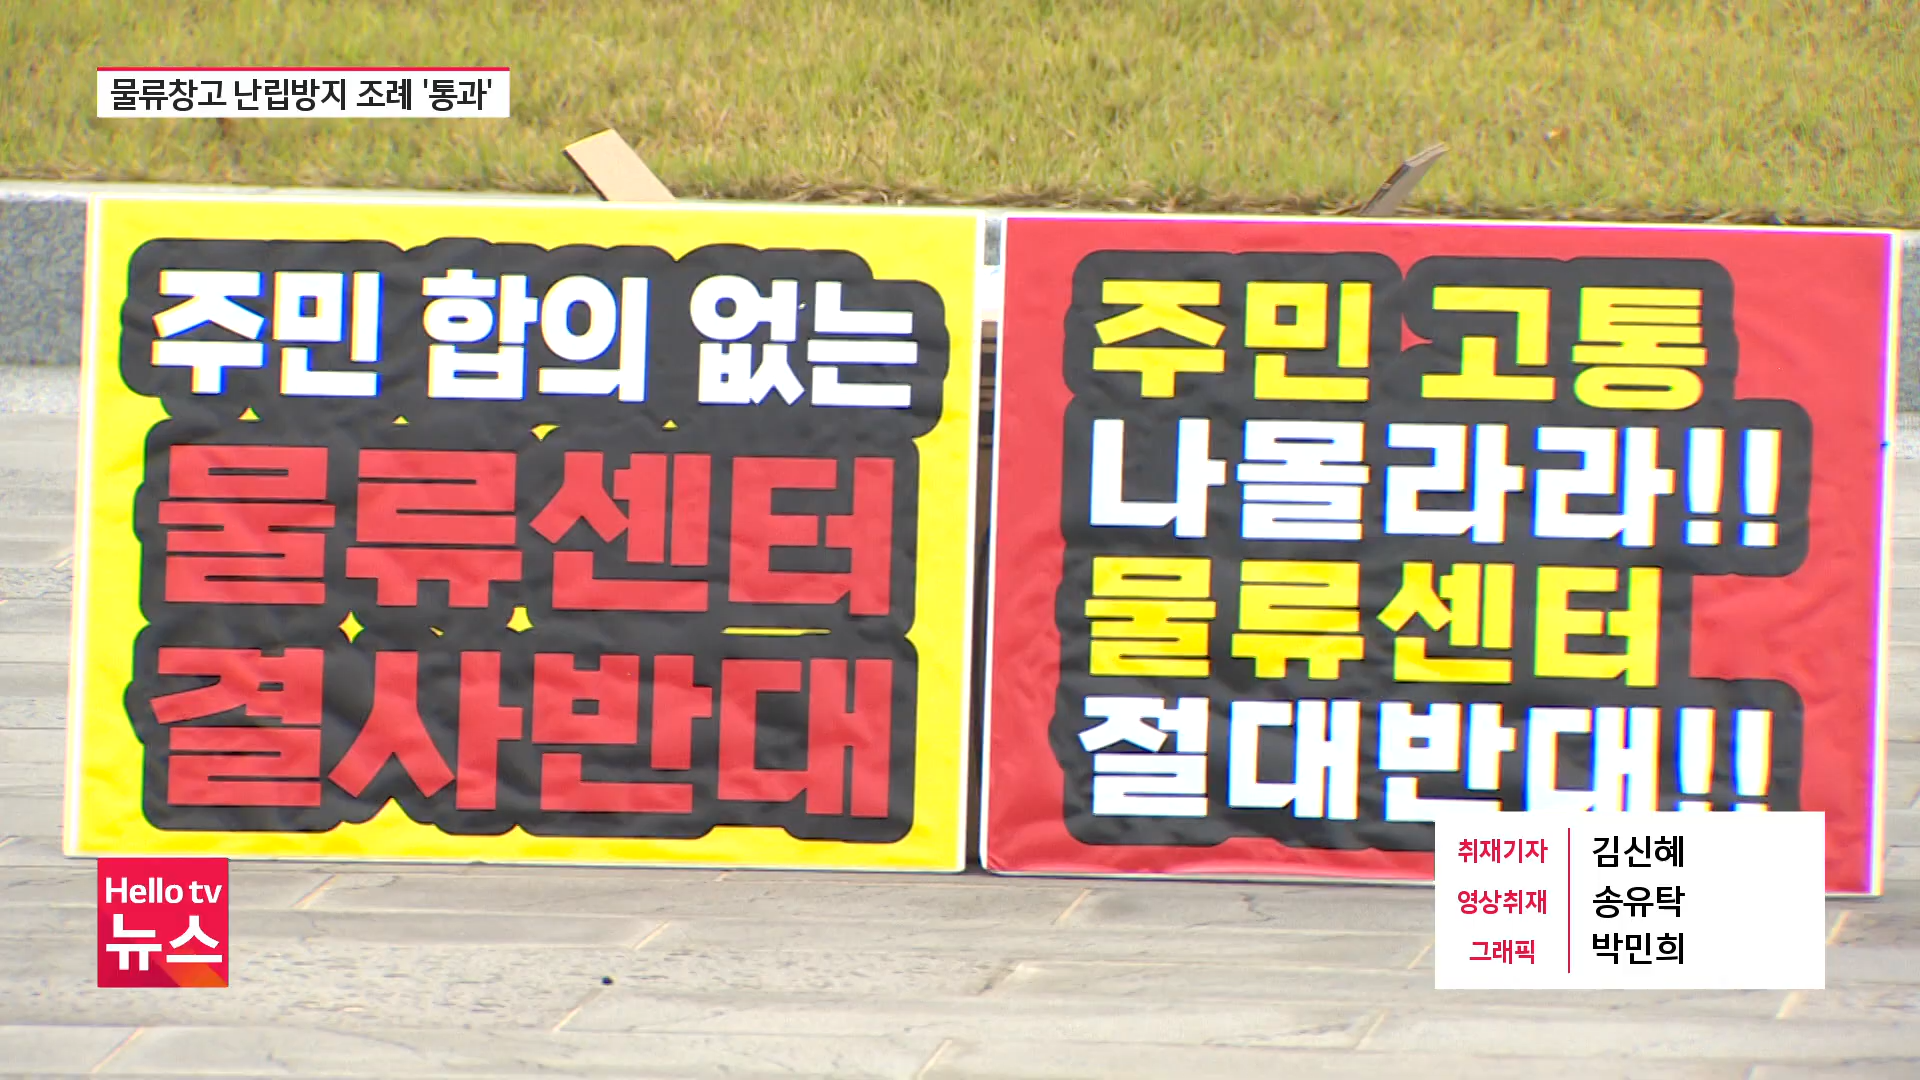 물류창고 난립방지 조례 '통과'
주민 합의 없는
물류센터
결사반대
주민 고통
나몰라라!!
물류센터
절대반대!!
Hello tv
뉴스
취재기자 김신혜
영상취재 송유탁
그래픽 박민희